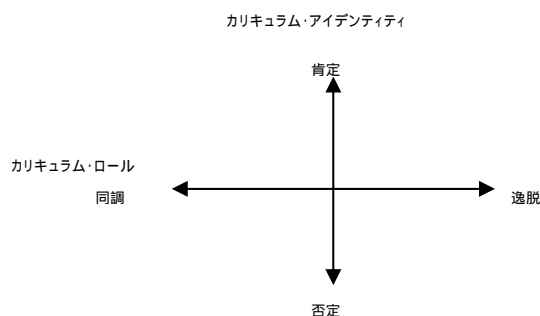 カリキュラム・アイデンティティ
肯定
カリキュラム・ロール
同調
逸脱
否定